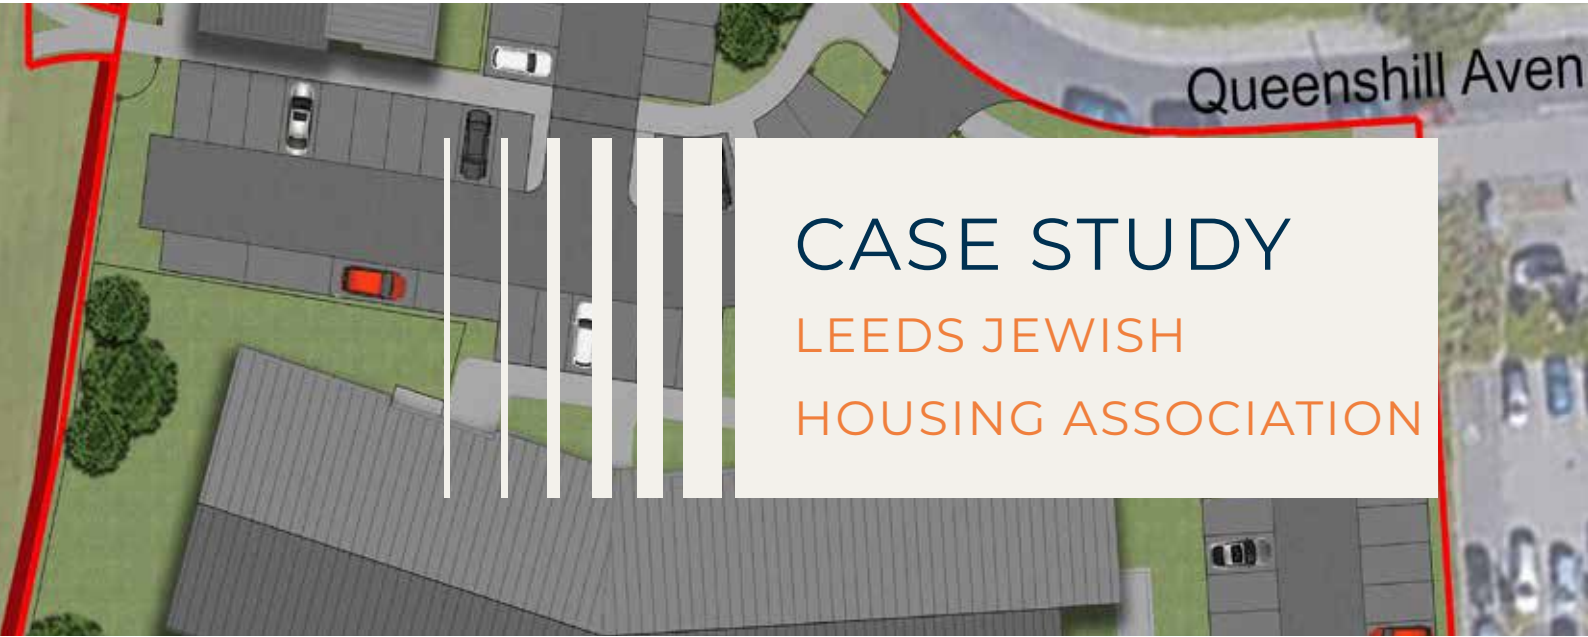 Queenshill Aven
CASE STUDY
LEEDS JEWISH
HOUSING ASSOCIATION